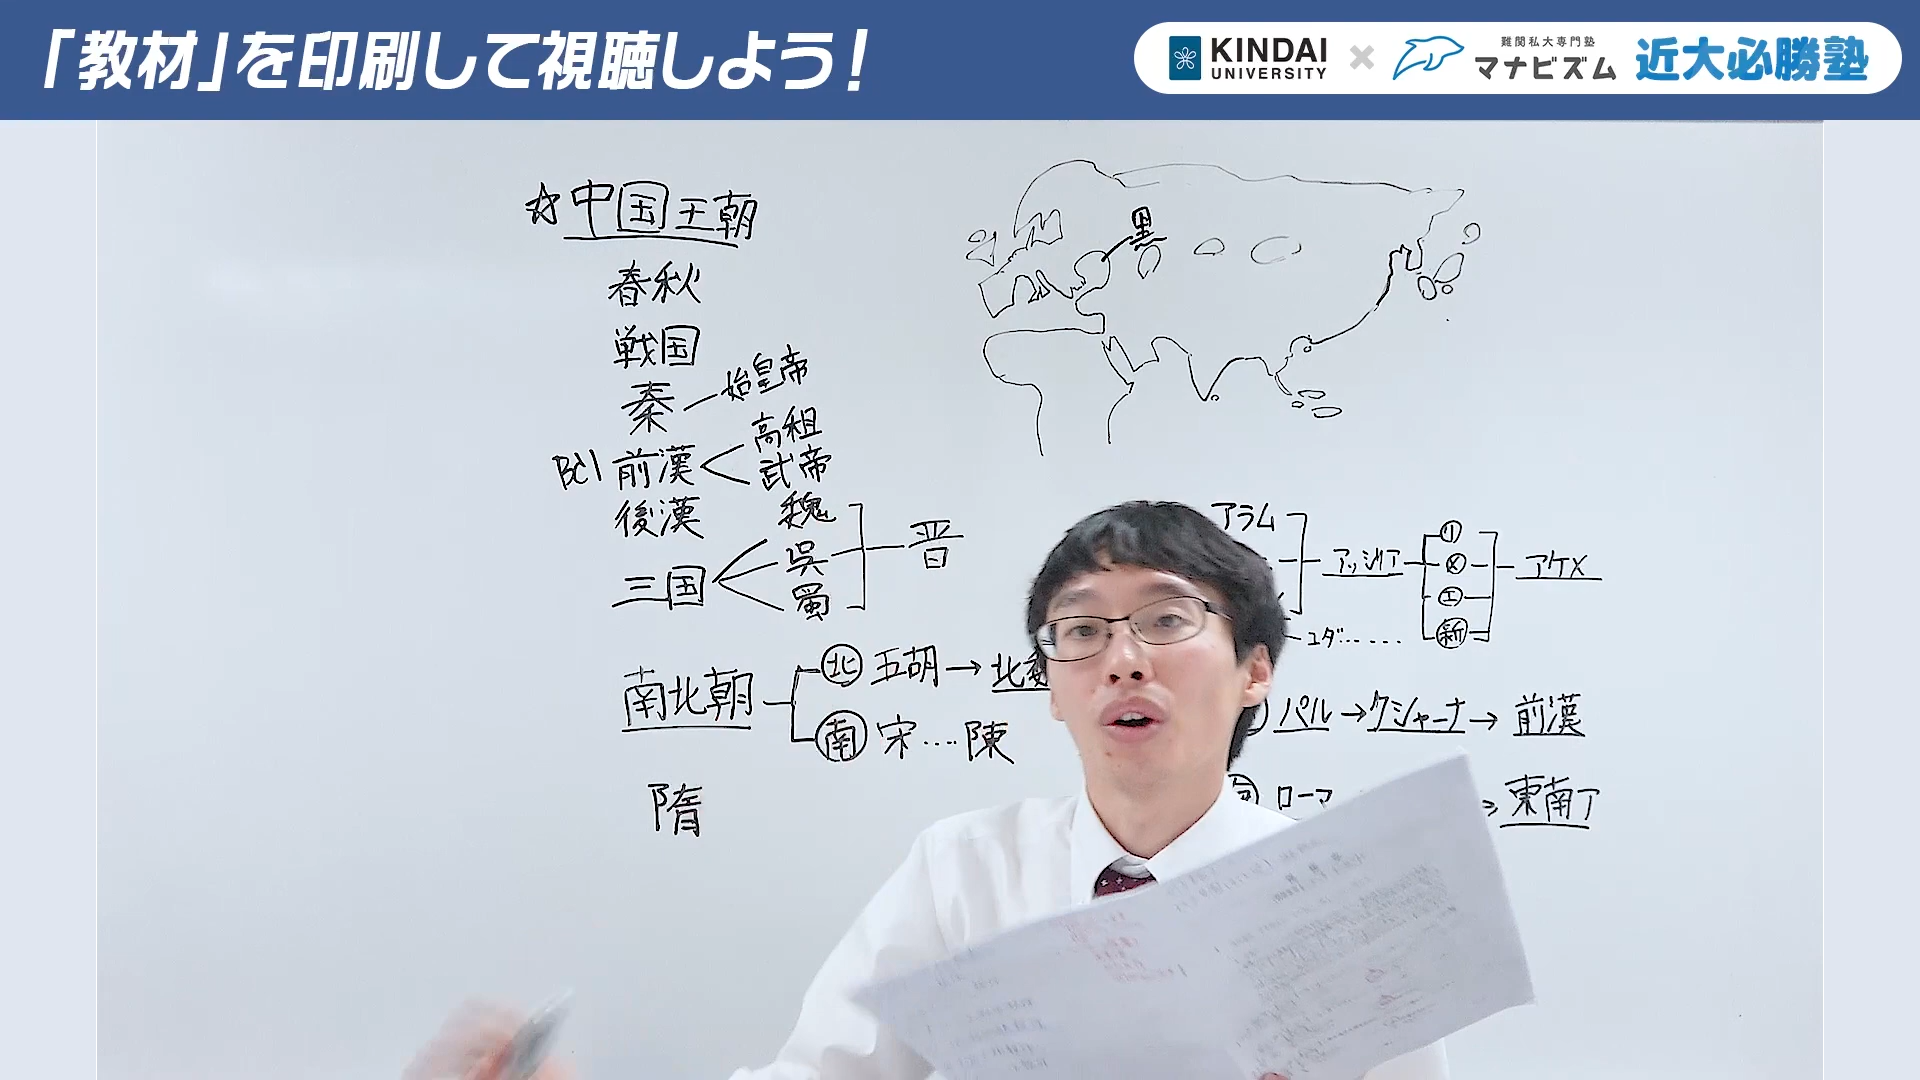 「教材」を印刷して視聴しよう!
KINDAI UNIVERSITY × 難関私大専門塾 マナビズム 近大必勝塾
☆中国王朝
春秋
戦国
秦 始皇帝
BC1 前漢 高祖 武帝
後漢
三国 魏 呉 蜀 晋
南北朝 北 五胡→北
南 宋‥‥陳
隋
黒
アラム アッシリア リ メ エ 新 アケメ
ユダ‥‥‥
パル→クシャーナ→前漢
ローマ 東南ア